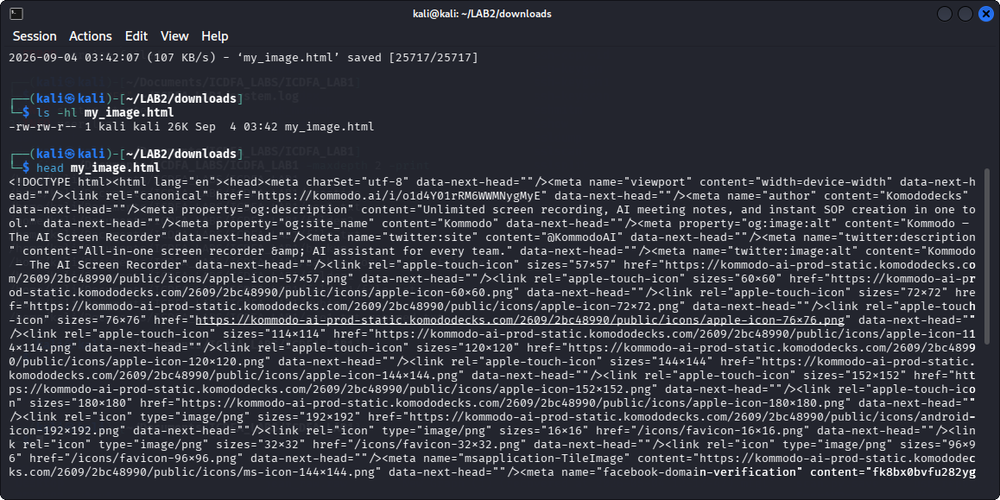 kali@kali: ~/LAB2/downloads
Session Actions Edit View Help
2026-09-04 03:42:07 (107 KB/s) - ‘my_image.html’ saved [25717/25717]
┌──(kali㉿kali)-[~/LAB2/downloads]
└─$ ls -hl my_image.html
-rw-rw-r-- 1 kali kali 26K Sep  4 03:42 my_image.html
┌──(kali㉿kali)-[~/LAB2/downloads]
└─$ head my_image.html
<!DOCTYPE html><html lang="en"><head><meta charSet="utf-8" data-next-head=""/><meta name="viewport" content="width=device-width" data-next-h
ead=""/><link rel="canonical" href="https://kommodo.ai/i/o1d4Y01rRM6WWMNygMyE" data-next-head=""/><meta name="author" content="Komododecks"
data-next-head=""/><meta property="og:description" content="Unlimited screen recording, AI meeting notes, and instant SOP creation in one to
ol." data-next-head=""/><meta property="og:site_name" content="Kommodo" data-next-head=""/><meta property="og:image:alt" content="Kommodo -
The AI Screen Recorder" data-next-head=""/><meta name="twitter:site" content="@KommodoAI" data-next-head=""/><meta name="twitter:description
" content="All-in-one screen recorder &amp; AI assistant for every team." data-next-head=""/><meta name="twitter:image:alt" content="Kommodo
- The AI Screen Recorder" data-next-head=""/><link rel="apple-touch-icon" sizes="57×57" href="https://kommodo-ai-prod-static.komododecks.co
m/2609/2bc48990/public/icons/apple-icon-57×57.png" data-next-head=""/><link rel="apple-touch-icon" sizes="60×60" href="https://kommodo-ai-pr
od-static.komododecks.com/2609/2bc48990/public/icons/apple-icon-60×60.png" data-next-head=""/><link rel="apple-touch-icon" sizes="72×72" hre
f="https://kommodo-ai-prod-static.komododecks.com/2609/2bc48990/public/icons/apple-icon-72×72.png" data-next-head=""/><link rel="apple-touch
-icon" sizes="76×76" href="https://kommodo-ai-prod-static.komododecks.com/2609/2bc48990/public/icons/apple-icon-76×76.png" data-next-head=""
/><link rel="apple-touch-icon" sizes="114×114" href="https://kommodo-ai-prod-static.komododecks.com/2609/2bc48990/public/icons/apple-icon-11
4×114.png" data-next-head=""/><link rel="apple-touch-icon" sizes="120×120" href="https://kommodo-ai-prod-static.komododecks.com/2609/2bc4899
0/public/icons/apple-icon-120×120.png" data-next-head=""/><link rel="apple-touch-icon" sizes="144×144" href="https://kommodo-ai-prod-static.
komododecks.com/2609/2bc48990/public/icons/apple-icon-144×144.png" data-next-head=""/><link rel="apple-touch-icon" sizes="152×152" href="htt
ps://kommodo-ai-prod-static.komododecks.com/2609/2bc48990/public/icons/apple-icon-152×152.png" data-next-head=""/><link rel="apple-touch-ico
n" sizes="180×180" href="https://kommodo-ai-prod-static.komododecks.com/2609/2bc48990/public/icons/apple-icon-180×180.png" data-next-head=""
/><link rel="icon" type="image/png" sizes="192×192" href="https://kommodo-ai-prod-static.komododecks.com/2609/2bc48990/public/icons/android-
icon-192×192.png" data-next-head=""/><link rel="icon" type="image/png" sizes="16×16" href="/icons/favicon-16×16.png" data-next-head=""/><lin
k rel="icon" type="image/png" sizes="32×32" href="/icons/favicon-32×32.png" data-next-head=""/><link rel="icon" type="image/png" sizes="96×9
6" href="/icons/favicon-96×96.png" data-next-head=""/><meta name="msapplication-TileImage" content="https://kommodo-ai-prod-static.komododec
ks.com/2609/2bc48990/public/icons/ms-icon-144×144.png" data-next-head=""/><meta name="facebook-domain-verification" content="fk8bx0bvfu282yg